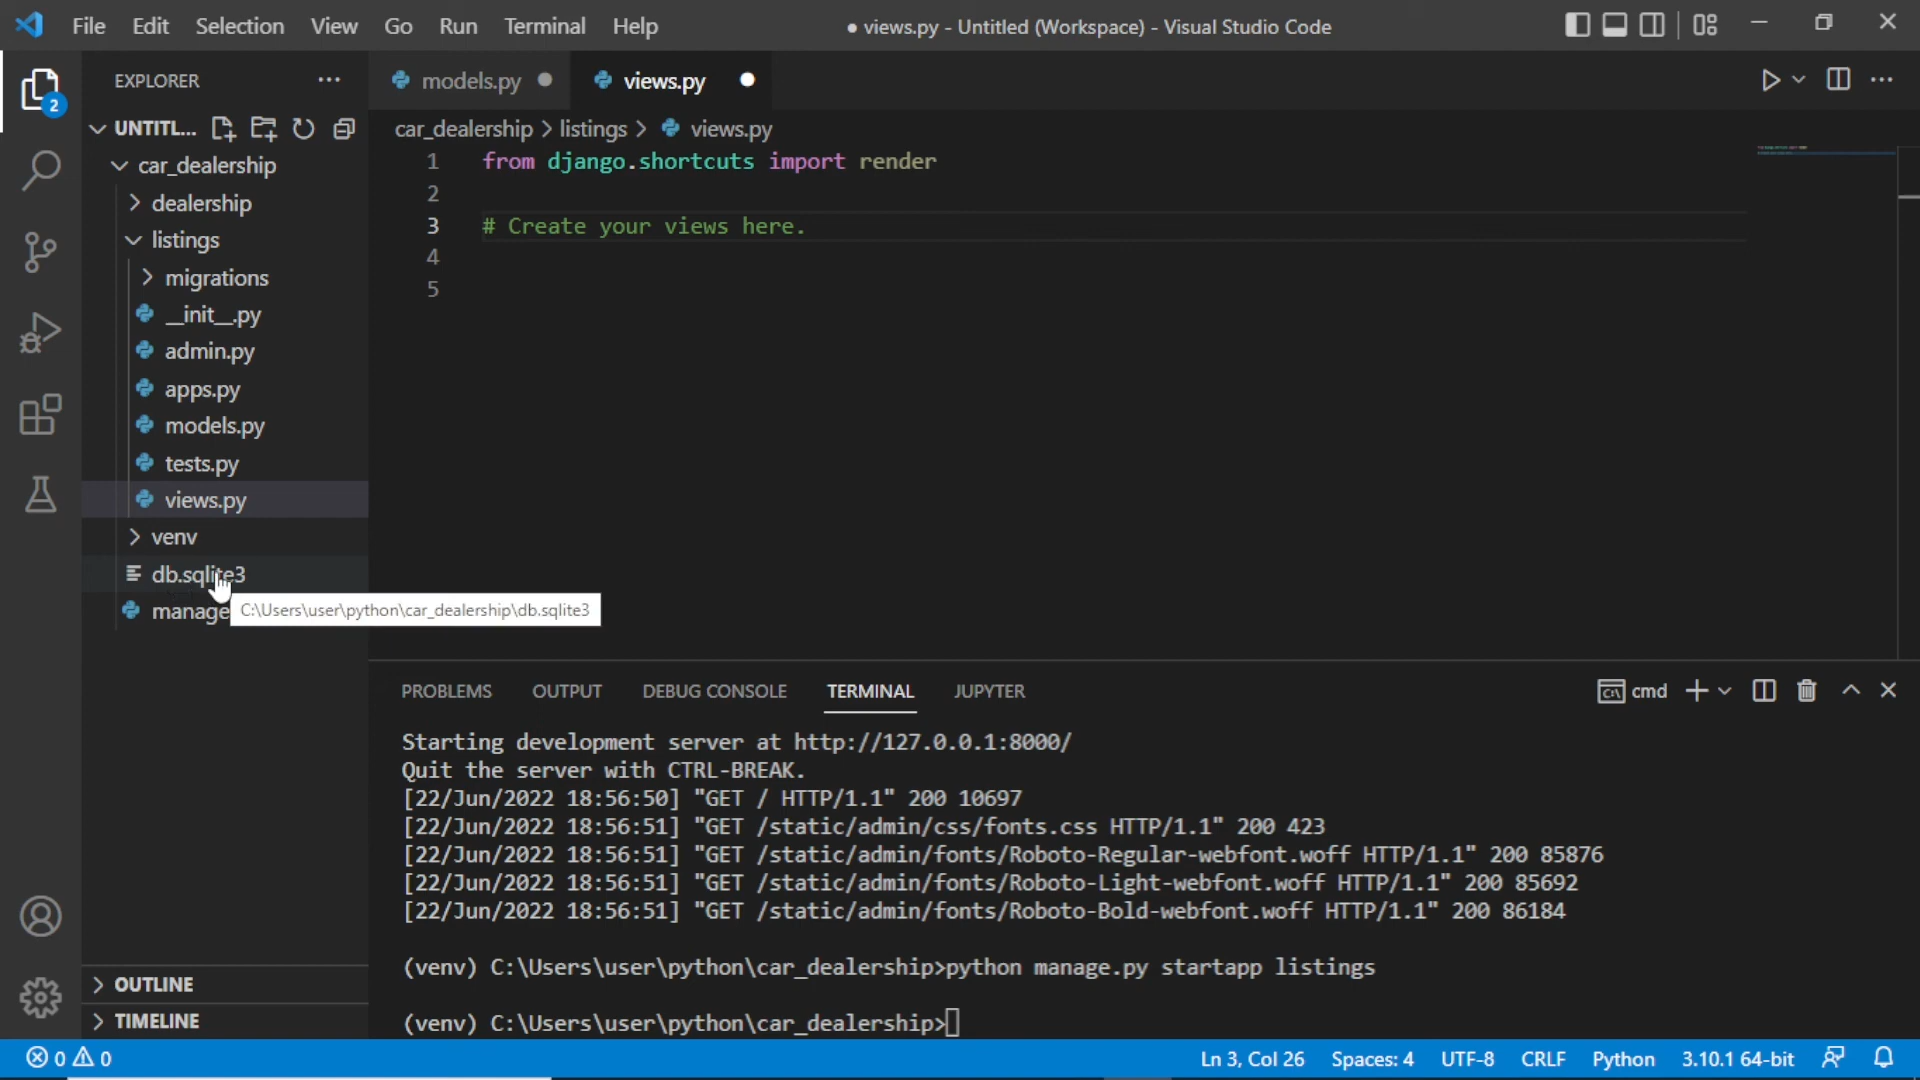 File Edit Selection View Go Run Terminal Help
● views.py - Untitled (Workspace) - Visual Studio Code
EXPLORER
2
UNTITL...
car_dealership
dealership
listings
migrations
__init__.py
admin.py
apps.py
models.py
tests.py
views.py
venv
db.sqlite3
manage
C:\Users\user\python\car_dealership\db.sqlite3
OUTLINE
TIMELINE
models.py
views.py
car_dealership > listings > views.py
1 from django.shortcuts import render
2
3 # Create your views here.
4
5
PROBLEMS OUTPUT DEBUG CONSOLE TERMINAL JUPYTER
cmd
Starting development server at http://127.0.0.1:8000/
Quit the server with CTRL-BREAK.
[22/Jun/2022 18:56:50] "GET / HTTP/1.1" 200 10697
[22/Jun/2022 18:56:51] "GET /static/admin/css/fonts.css HTTP/1.1" 200 423
[22/Jun/2022 18:56:51] "GET /static/admin/fonts/Roboto-Regular-webfont.woff HTTP/1.1" 200 85876
[22/Jun/2022 18:56:51] "GET /static/admin/fonts/Roboto-Light-webfont.woff HTTP/1.1" 200 85692
[22/Jun/2022 18:56:51] "GET /static/admin/fonts/Roboto-Bold-webfont.woff HTTP/1.1" 200 86184
(venv) C:\Users\user\python\car_dealership>python manage.py startapp listings
(venv) C:\Users\user\python\car_dealership>
0 0
Ln 3, Col 26 Spaces: 4 UTF-8 CRLF Python 3.10.1 64-bit